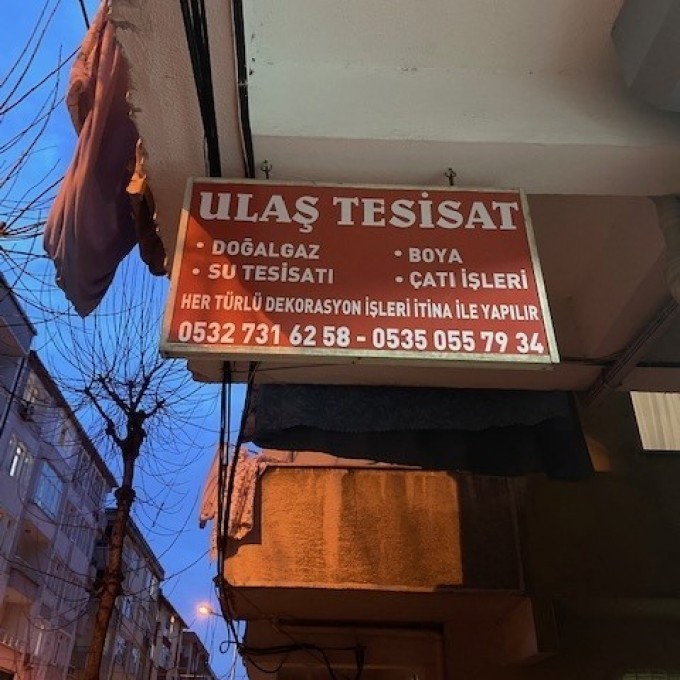 ULAŞ TESİSAT
• DOĞALGAZ • BOYA
• SU TESİSATI • ÇATI İŞLERİ
HER TÜRLÜ DEKORASYON İŞLERİ İTİNA İLE YAPILIR
0532 731 62 58 - 0535 055 79 34